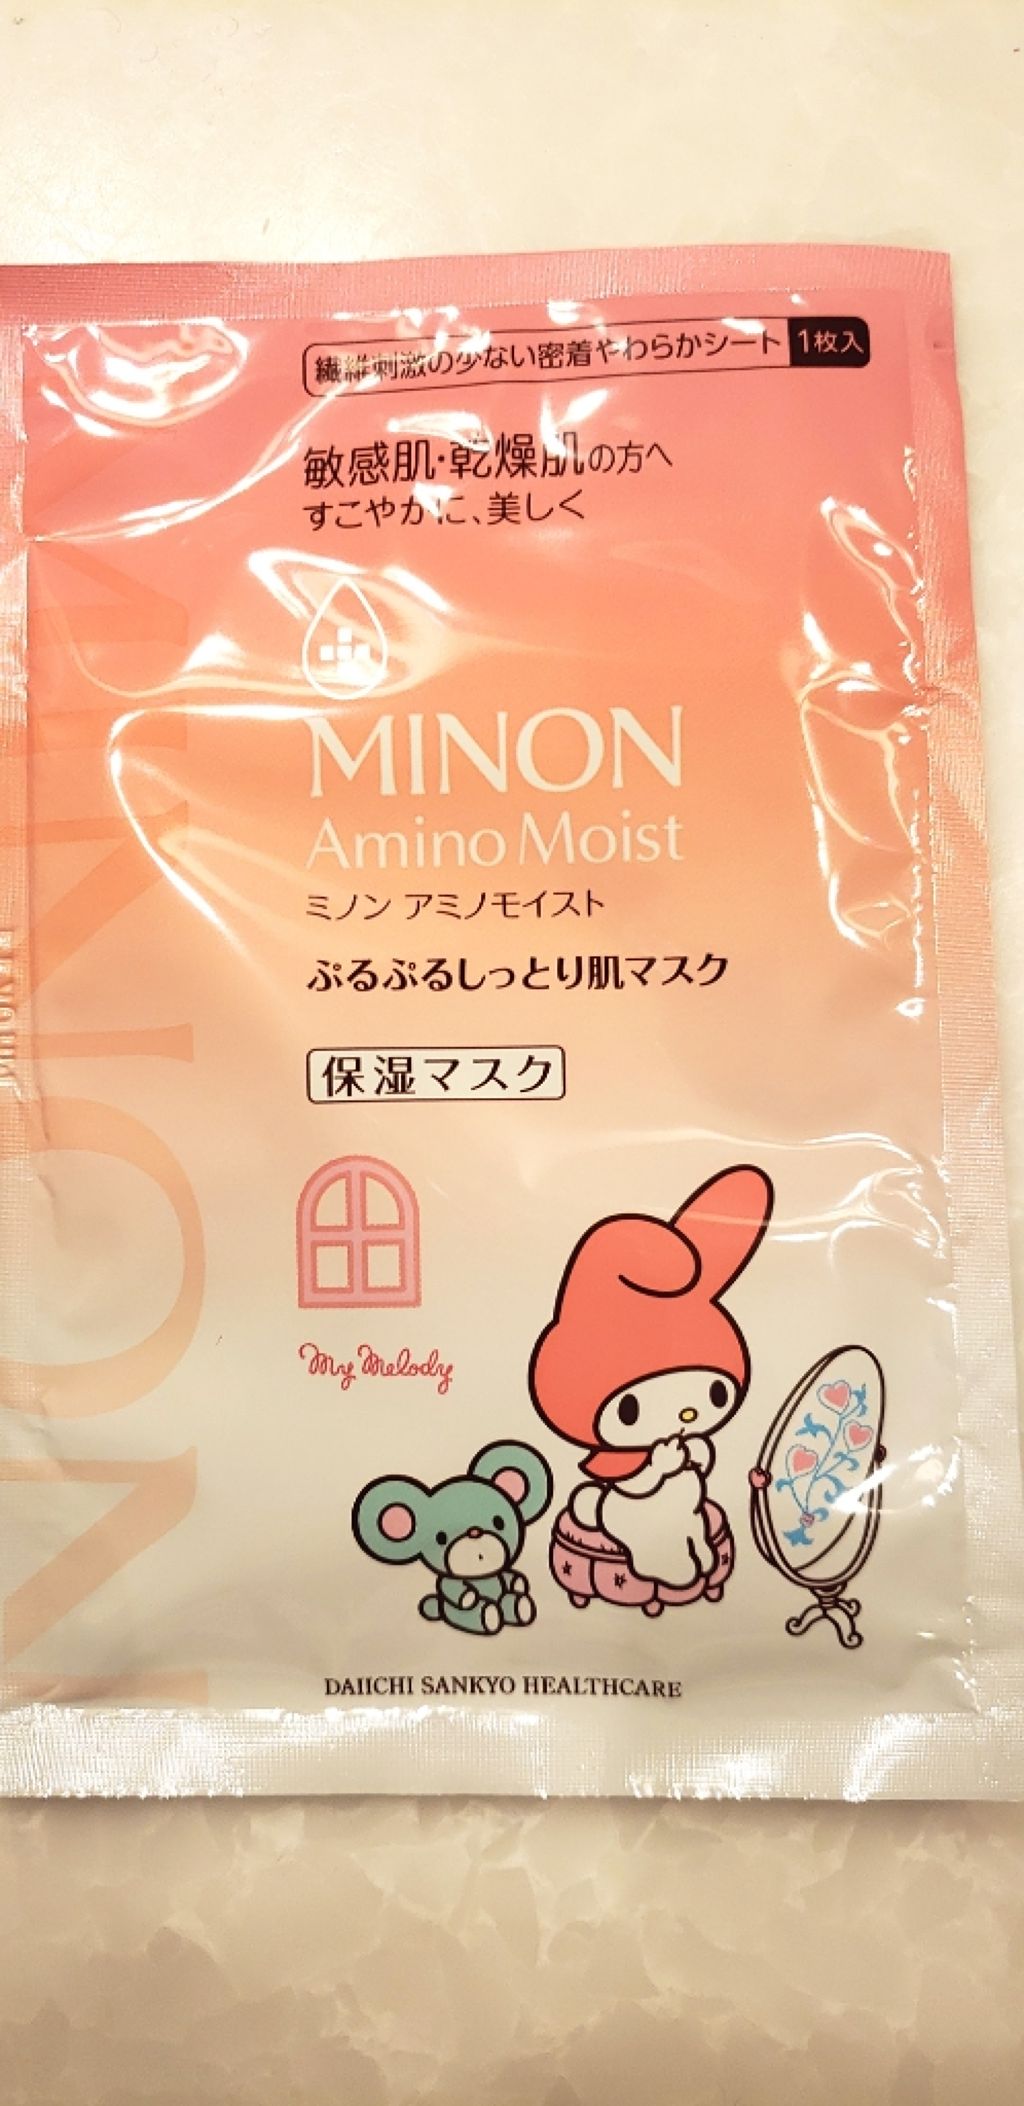 繊維刺激の少ない密着やわらかシート 1枚入
敏感肌・乾燥肌の方へ
すこやかに、美しく
MINON
Amino Moist
ミノン アミノモイスト
ぷるぷるしっとり肌マスク
保湿マスク
My Melody
DAIICHI SANKYO HEALTHCARE
MINON